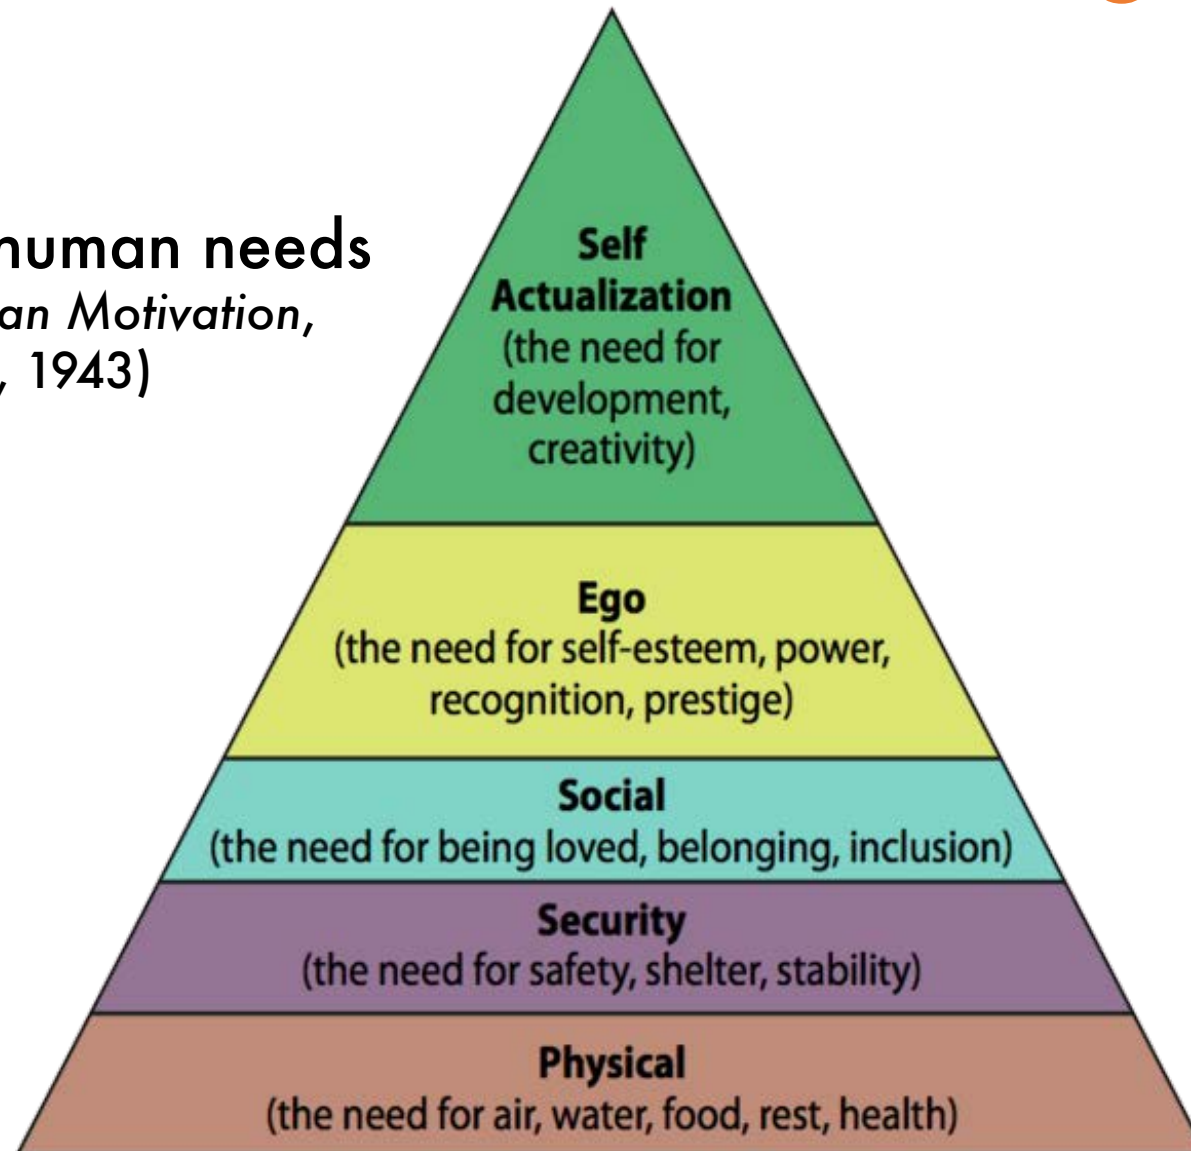 human needs
an Motivation,
, 1943)
Self
Actualization
(the need for
development,
creativity)
Ego
(the need for self-esteem, power,
recognition, prestige)
Social
(the need for being loved, belonging, inclusion)
Security
(the need for safety, shelter, stability)
Physical
(the need for air, water, food, rest, health)